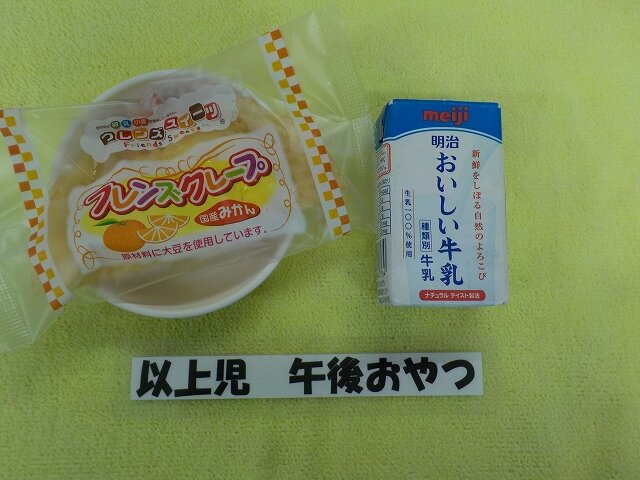 フレンズスイーツ
Friends Sweets
フレンズクレープ
国産みかん
原材料に大豆を使用しています。
meiji
明治
おいしい牛乳
新鮮をしぼる自然のよろこび
生乳一〇〇%使用
種類別 牛乳
ナチュラル テイスト製法
以上児 午後おやつ